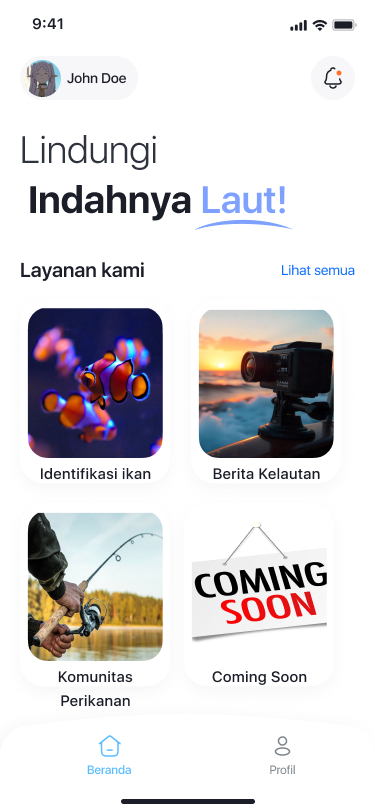 9:41
John Doe
Lindungi
Indahnya Laut!
Layanan kami
Lihat semua
Identifikasi ikan
Berita Kelautan
COMING
SOON
Komunitas
Perikanan
Coming Soon
Beranda
Profil